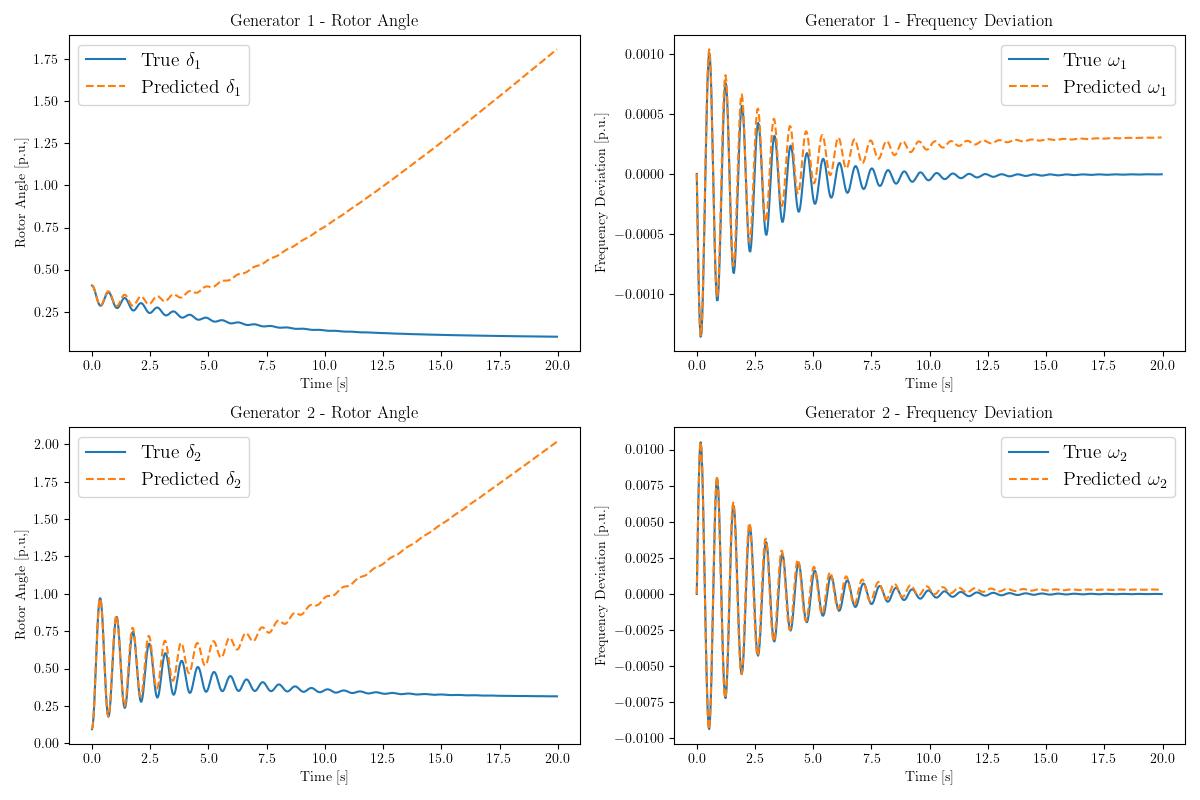 Generator 1 - Rotor Angle
True δ₁
Predicted δ₁
Rotor Angle [p.u.]
1.75
1.50
1.25
1.00
0.75
0.50
0.25
0.0 2.5 5.0 7.5 10.0 12.5 15.0 17.5 20.0
Time [s]
Generator 1 - Frequency Deviation
True ω₁
Predicted ω₁
Frequency Deviation [p.u.]
0.0010
0.0005
0.0000
−0.0005
−0.0010
0.0 2.5 5.0 7.5 10.0 12.5 15.0 17.5 20.0
Time [s]
Generator 2 - Rotor Angle
True δ₂
Predicted δ₂
Rotor Angle [p.u.]
2.00
1.75
1.50
1.25
1.00
0.75
0.50
0.25
0.00
0.0 2.5 5.0 7.5 10.0 12.5 15.0 17.5 20.0
Time [s]
Generator 2 - Frequency Deviation
True ω₂
Predicted ω₂
Frequency Deviation [p.u.]
0.0100
0.0075
0.0050
0.0025
0.0000
−0.0025
−0.0050
−0.0075
−0.0100
0.0 2.5 5.0 7.5 10.0 12.5 15.0 17.5 20.0
Time [s]